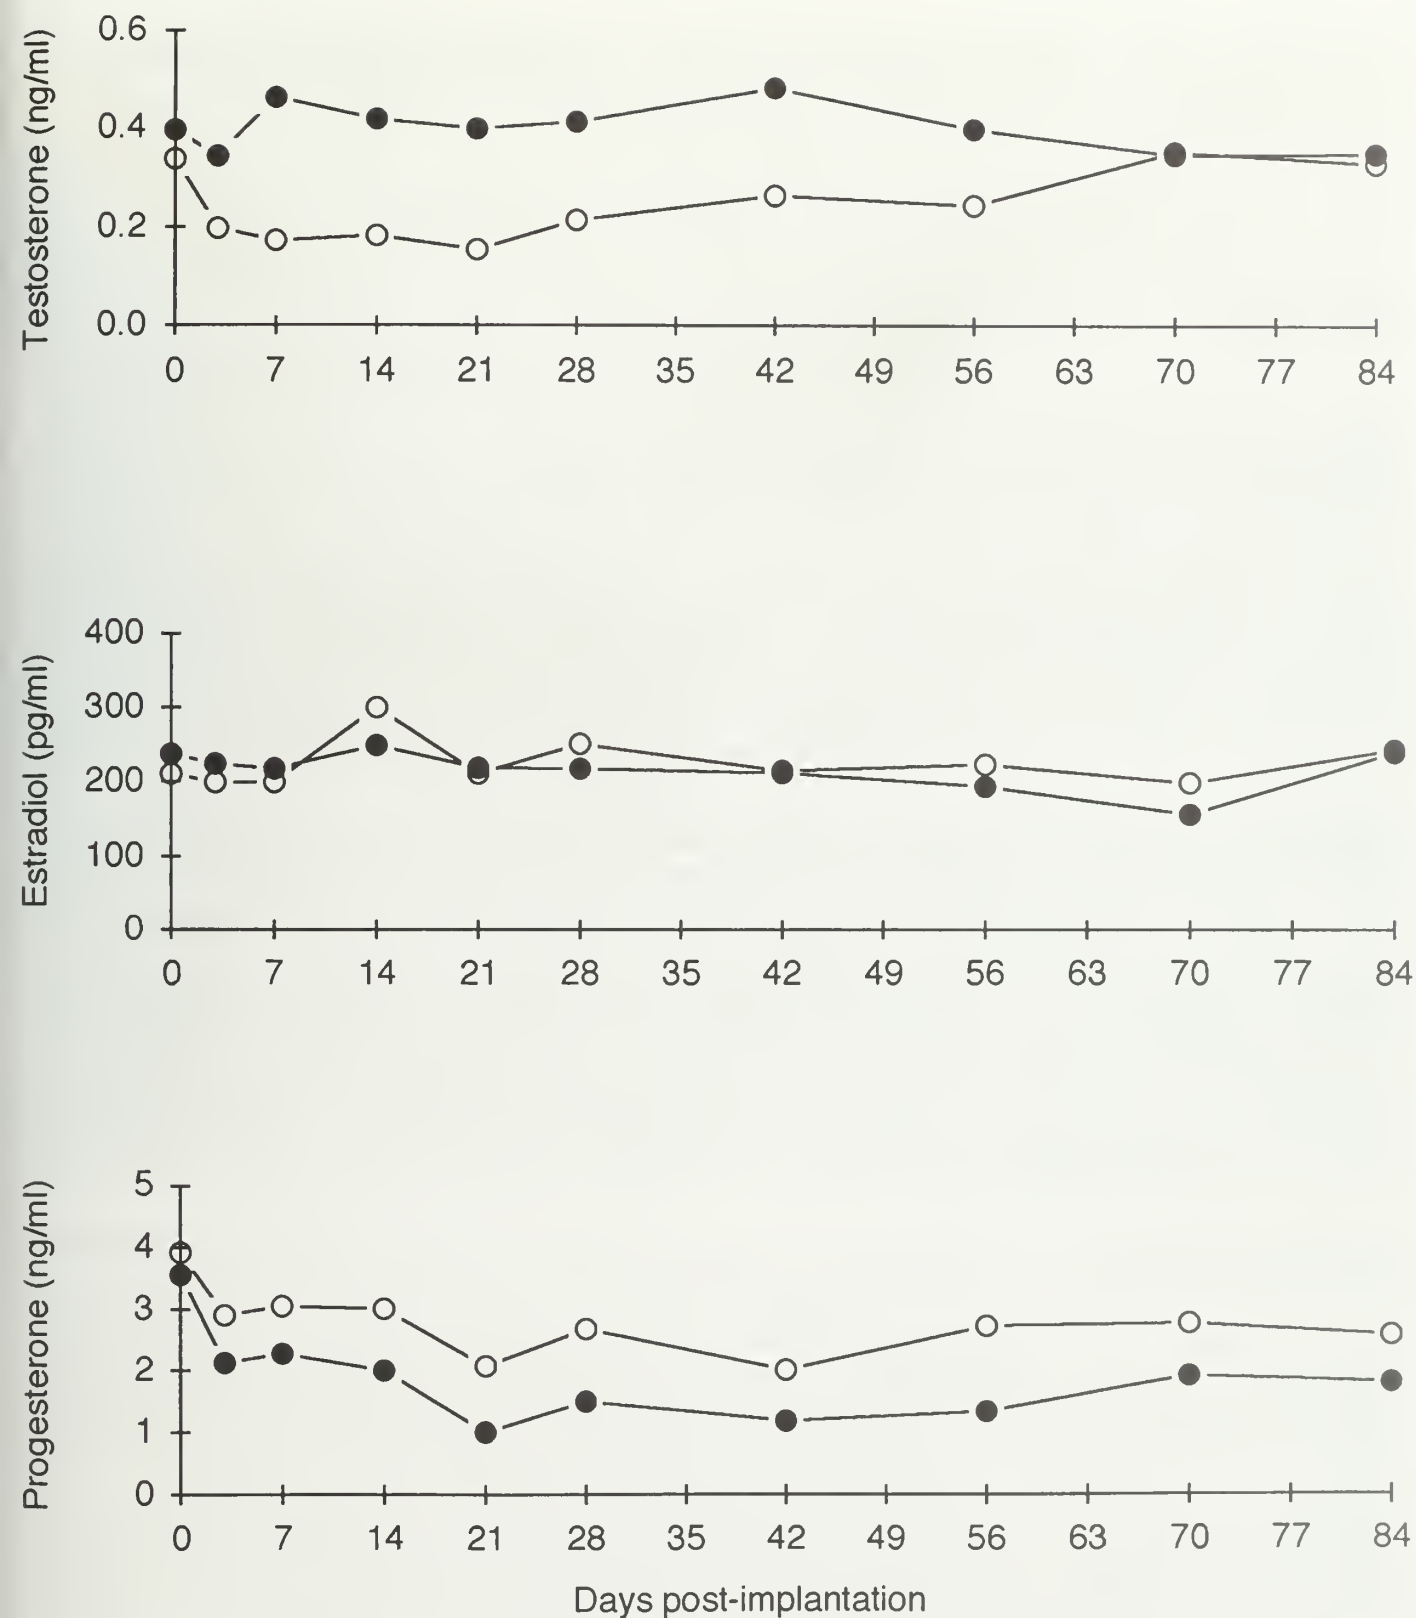 Testosterone (ng/ml)
0.6
0.4
0.2
0.0
0 7 14 21 28 35 42 49 56 63 70 77 84
Estradiol (pg/ml)
400
300
200
100
0
0 7 14 21 28 35 42 49 56 63 70 77 84
Progesterone (ng/ml)
5
4
3
2
1
0
0 7 14 21 28 35 42 49 56 63 70 77 84
Days post-implantation